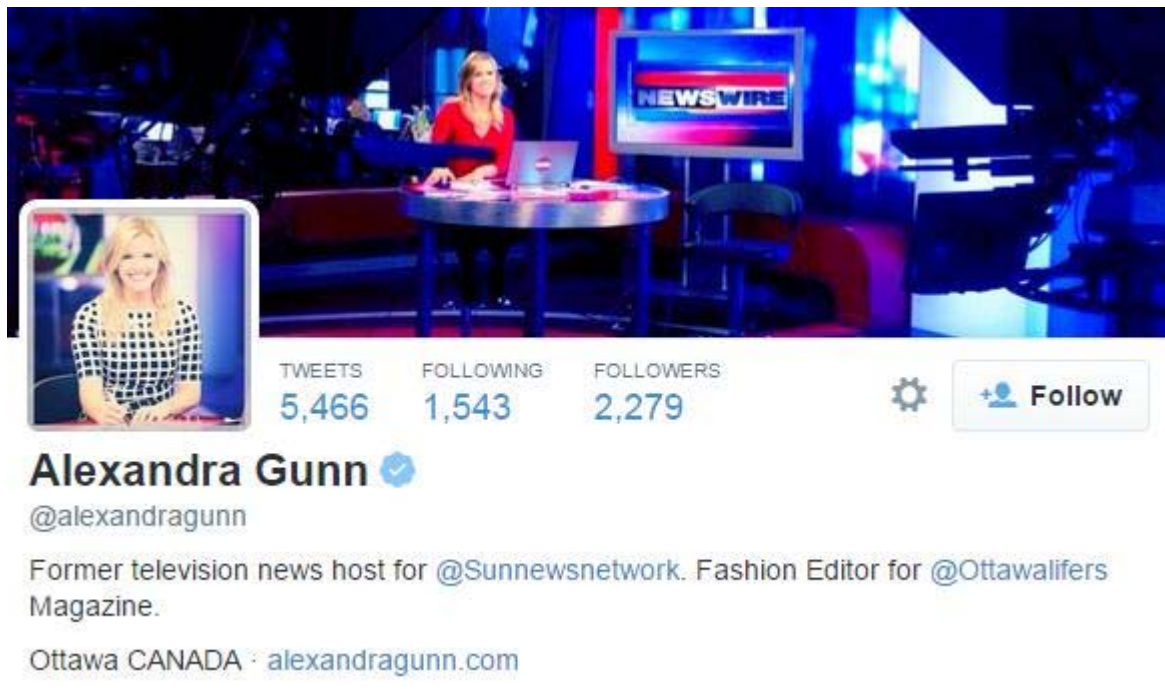 NEWSWIRE
TWEETS FOLLOWING FOLLOWERS
5,466 1,543 2,279
Follow
Alexandra Gunn
@alexandragunn
Former television news host for @Sunnewsnetwork. Fashion Editor for @Ottawalifers
Magazine.
Ottawa CANADA · alexandragunn.com